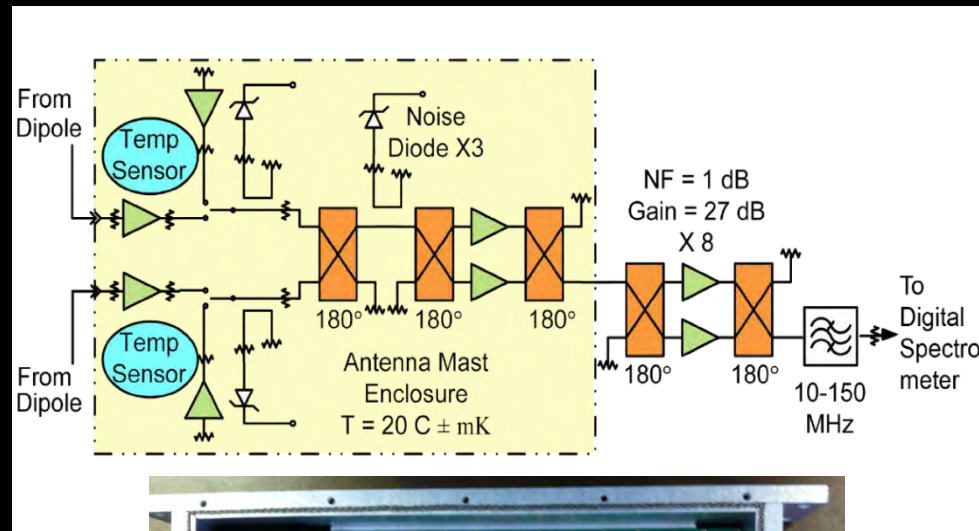 From
Dipole
Temp
Sensor
Noise
Diode X3
NF = 1 dB
Gain = 27 dB
X 8
180°
180°
180°
180°
180°
To
Digital
Spectro
meter
Temp
Sensor
From
Dipole
Antenna Mast
Enclosure
T = 20 C ± mK
10-150
MHz